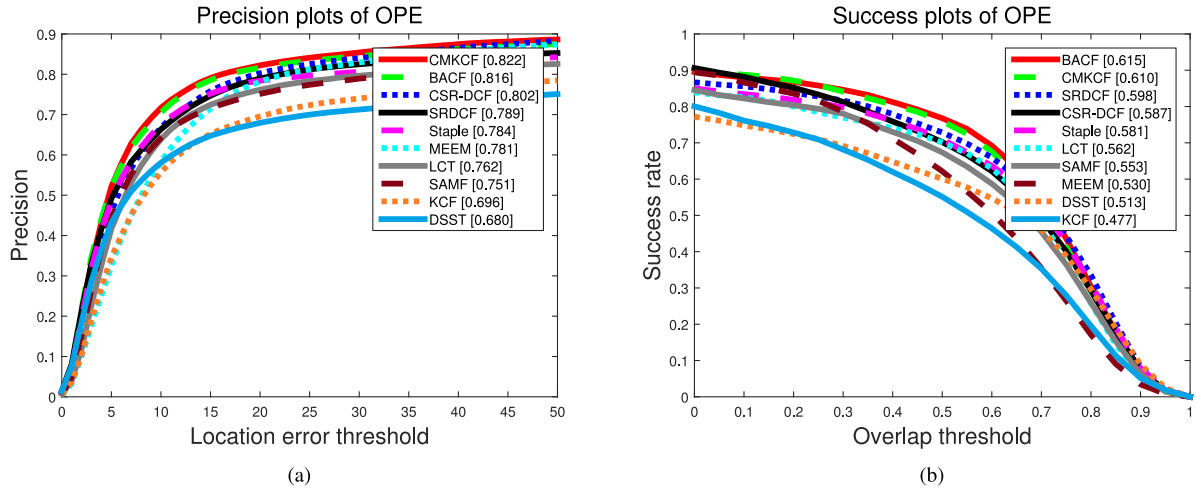 Precision plots of OPE
0.9
0.8
0.7
0.6
0.5
0.4
0.3
0.2
0.1
0
Precision
CMKCF [0.822]
BACF [0.816]
CSR-DCF [0.802]
SRDCF [0.789]
Staple [0.784]
MEEM [0.781]
LCT [0.762]
SAMF [0.751]
KCF [0.696]
DSST [0.680]
0 5 10 15 20 25 30 35 40 45 50
Location error threshold
(a)
Success plots of OPE
1
0.9
0.8
0.7
0.6
0.5
0.4
0.3
0.2
0.1
0
Success rate
BACF [0.615]
CMKCF [0.610]
SRDCF [0.598]
CSR-DCF [0.587]
Staple [0.581]
LCT [0.562]
SAMF [0.553]
MEEM [0.530]
DSST [0.513]
KCF [0.477]
0 0.1 0.2 0.3 0.4 0.5 0.6 0.7 0.8 0.9 1
Overlap threshold
(b)